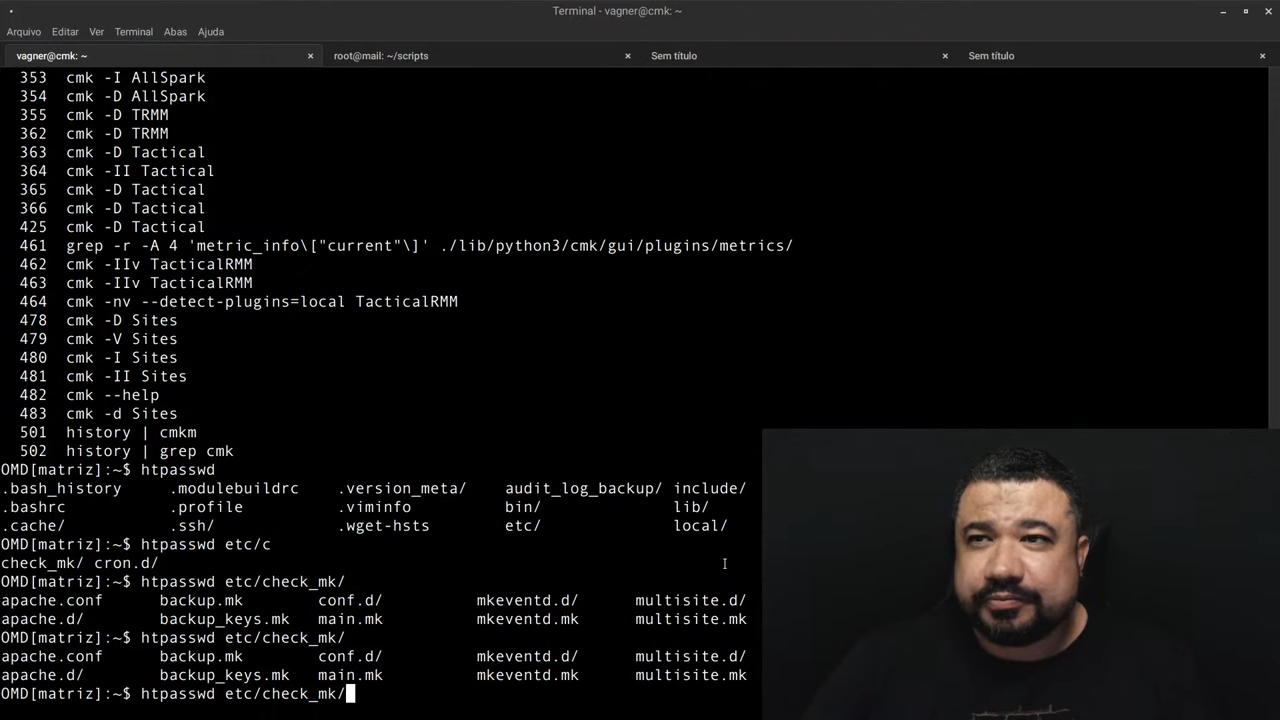 Terminal - vagner@cmk: ~
Arquivo Editar Ver Terminal Abas Ajuda
vagner@cmk: ~ root@mail: ~/scripts Sem título Sem título
353 cmk -I AllSpark
354 cmk -D AllSpark
355 cmk -D TRMM
362 cmk -D TRMM
363 cmk -D Tactical
364 cmk -II Tactical
365 cmk -D Tactical
366 cmk -D Tactical
425 cmk -D Tactical
461 grep -r -A 4 'metric_info\["current"\]' ./lib/python3/cmk/gui/plugins/metrics/
462 cmk -IIv TacticalRMM
463 cmk -IIv TacticalRMM
464 cmk -nv --detect-plugins=local TacticalRMM
478 cmk -D Sites
479 cmk -V Sites
480 cmk -I Sites
481 cmk -II Sites
482 cmk --help
483 cmk -d Sites
501 history | cmkm
502 history | grep cmk
OMD[matriz]:~$ htpasswd
.bash_history .modulebuildrc .version_meta/ audit_log_backup/ include/
.bashrc .profile .viminfo bin/ lib/
.cache/ .ssh/ .wget-hsts etc/ local/
OMD[matriz]:~$ htpasswd etc/c
check_mk/ cron.d/
OMD[matriz]:~$ htpasswd etc/check_mk/
apache.conf backup.mk conf.d/ mkeventd.d/ multisite.d/
apache.d/ backup_keys.mk main.mk mkeventd.mk multisite.mk
OMD[matriz]:~$ htpasswd etc/check_mk/
apache.conf backup.mk conf.d/ mkeventd.d/ multisite.d/
apache.d/ backup_keys.mk main.mk mkeventd.mk multisite.mk
OMD[matriz]:~$ htpasswd etc/check_mk/